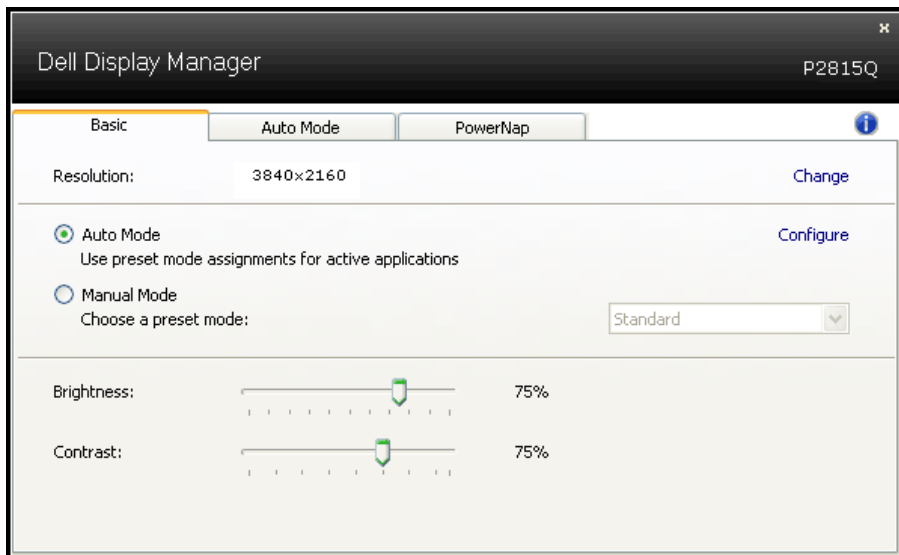 Dell Display Manager
P2815Q
Basic
Auto Mode
PowerNap
Resolution:
3840x2160
Change
Auto Mode
Configure
Use preset mode assignments for active applications
Manual Mode
Choose a preset mode:
Standard
Brightness:
75%
Contrast:
75%